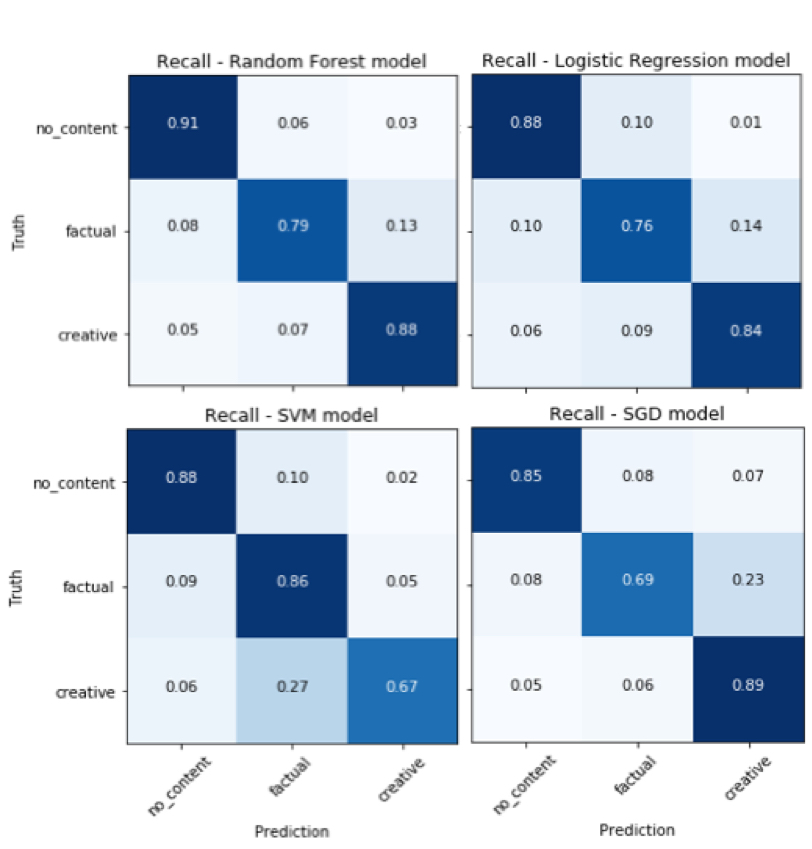 Recall - Random Forest model
no_content 0.91 0.06 0.03
factual 0.08 0.79 0.13
creative 0.05 0.07 0.88
Truth
Recall - Logistic Regression model
0.88 0.10 0.01
0.10 0.76 0.14
0.06 0.09 0.84
Recall - SVM model
no_content 0.88 0.10 0.02
factual 0.09 0.86 0.05
creative 0.06 0.27 0.67
Truth
no_content factual creative
Prediction
Recall - SGD model
0.85 0.08 0.07
0.08 0.69 0.23
0.05 0.06 0.89
no_content factual creative
Prediction